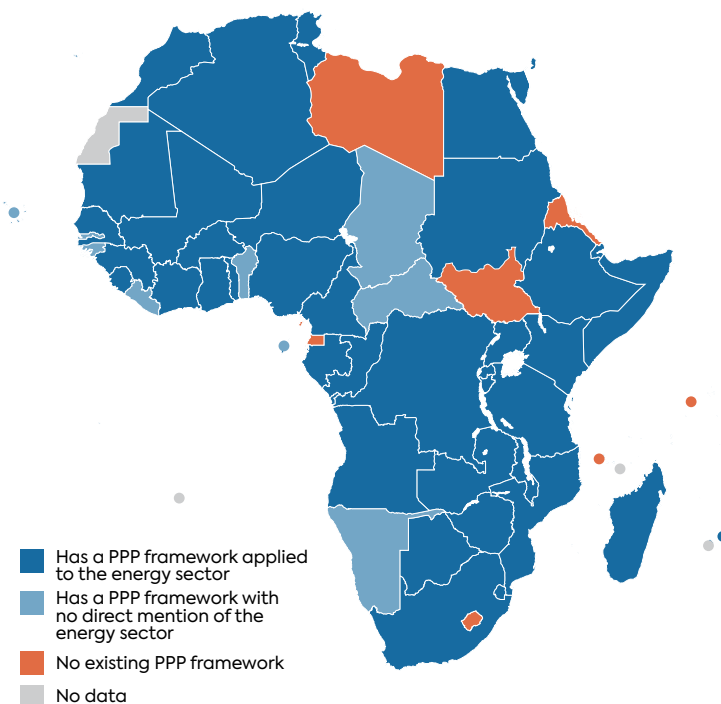 Has a PPP framework applied
to the energy sector
Has a PPP framework with
no direct mention of the
energy sector
No existing PPP framework
No data